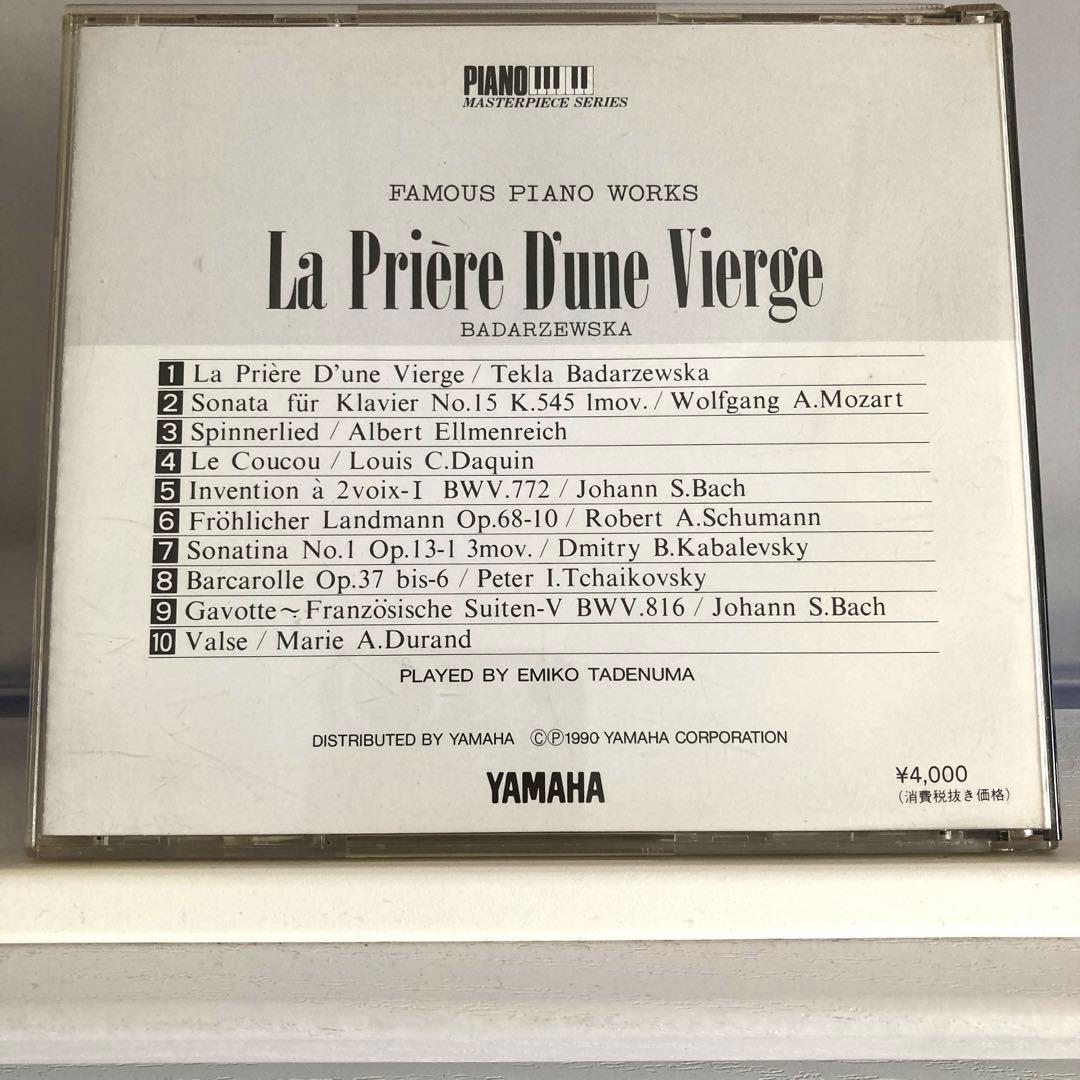 PIANO
MASTERPIECE SERIES
FAMOUS PIANO WORKS
La Prière D'une Vierge
BADARZEWSKA
1 La Prière D'une Vierge / Tekla Badarzewska
2 Sonata für Klavier No.15 K.545 1mov. / Wolfgang A.Mozart
3 Spinnerlied / Albert Ellmenreich
4 Le Coucou / Louis C.Daquin
5 Invention à 2voix-I BWV.772 / Johann S.Bach
6 Fröhlicher Landmann Op.68-10 / Robert A.Schumann
7 Sonatina No.1 Op.13-1 3mov. / Dmitry B.Kabalevsky
8 Barcarolle Op.37 bis-6 / Peter I.Tchaikovsky
9 Gavotte～Französische Suiten-V BWV.816 / Johann S.Bach
10 Valse / Marie A.Durand
PLAYED BY EMIKO TADENUMA
DISTRIBUTED BY YAMAHA ©℗1990 YAMAHA CORPORATION
YAMAHA
¥4,000
(消費税抜き価格)